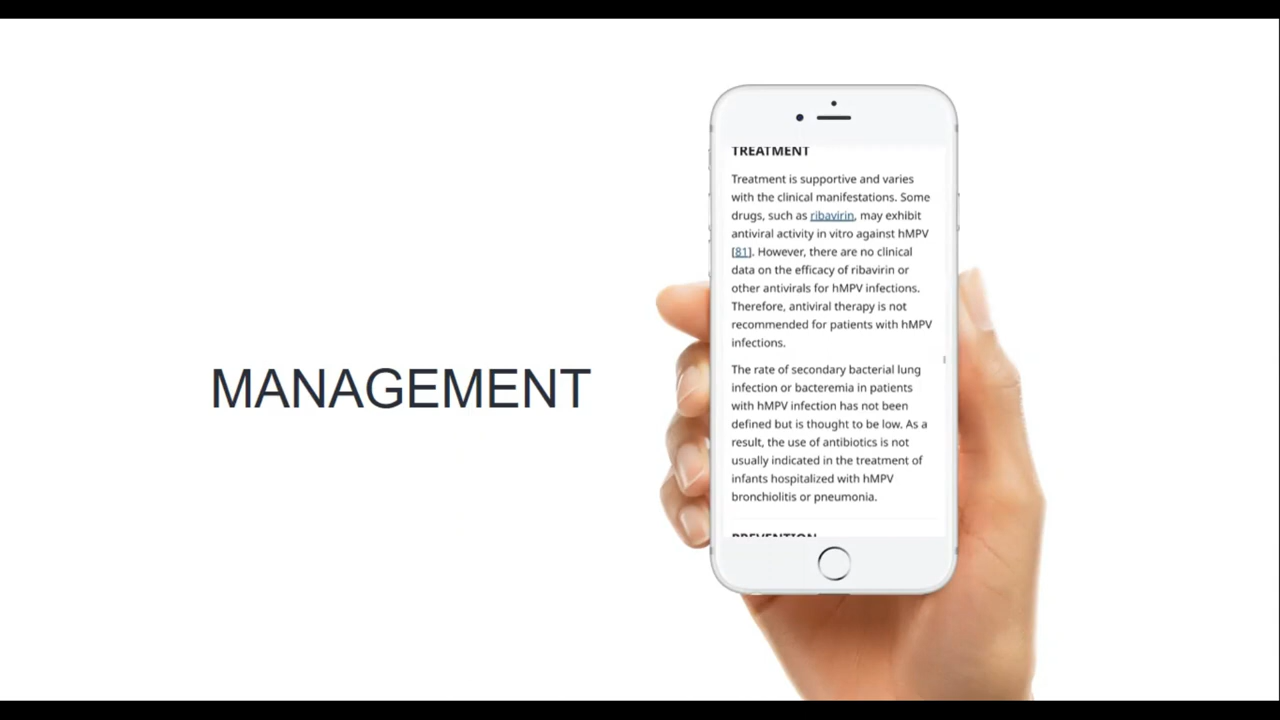 MANAGEMENT
TREATMENT
Treatment is supportive and varies
with the clinical manifestations. Some
drugs, such as ribavirin, may exhibit
antiviral activity in vitro against hMPV
[81]. However, there are no clinical
data on the efficacy of ribavirin or
other antivirals for hMPV infections.
Therefore, antiviral therapy is not
recommended for patients with hMPV
infections.
The rate of secondary bacterial lung
infection or bacteremia in patients
with hMPV infection has not been
defined but is thought to be low. As a
result, the use of antibiotics is not
usually indicated in the treatment of
infants hospitalized with hMPV
bronchiolitis or pneumonia.
PREVENTION